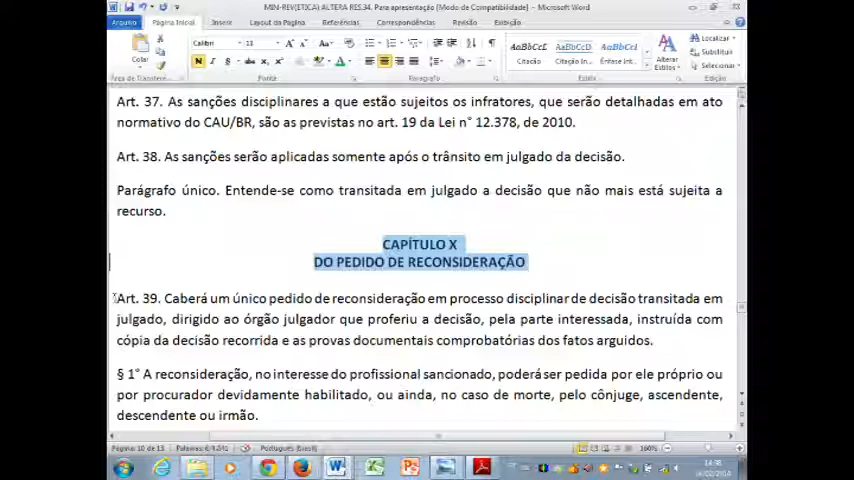 MIN-REV(ETICA) ALTERA RES.34. Para apresentação [Modo de Compatibilidade] - Microsoft Word
Arquivo Página Inicial Inserir Layout da Página Referências Correspondências Revisão Exibição
Calibri 13
Colar
AaBbCcL AaBbCcDc AaBbCcI
Citação Citação Intens... Ênfase Int...
Alterar Estilos
Localizar
Substituir
Selecionar
Área de Transfere... Fonte Parágrafo Estilo Edição
Art. 37. As sanções disciplinares a que estão sujeitos os infratores, que serão detalhadas em ato
normativo do CAU/BR, são as previstas no art. 19 da Lei n° 12.378, de 2010.
Art. 38. As sanções serão aplicadas somente após o trânsito em julgado da decisão.
Parágrafo único. Entende-se como transitada em julgado a decisão que não mais está sujeita a
recurso.
CAPÍTULO X
DO PEDIDO DE RECONSIDERAÇÃO
Art. 39. Caberá um único pedido de reconsideração em processo disciplinar de decisão transitada em
julgado, dirigido ao órgão julgador que proferiu a decisão, pela parte interessada, instruída com
cópia da decisão recorrida e as provas documentais comprobatórias dos fatos arguidos.
§ 1° A reconsideração, no interesse do profissional sancionado, poderá ser pedida por ele próprio ou
por procurador devidamente habilitado, ou ainda, no caso de morte, pelo cônjuge, ascendente,
descendente ou irmão.
Página: 10 de 13 Português (Brasil) 160%